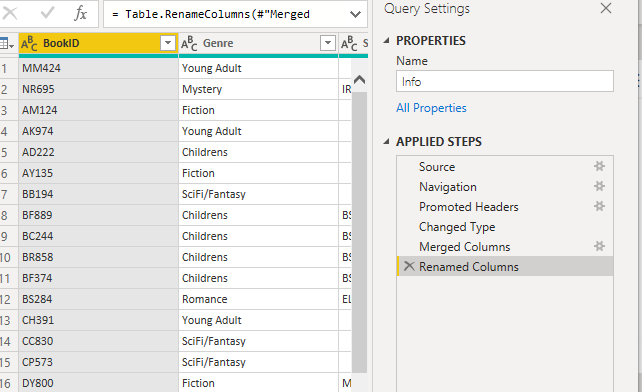 fx = Table.RenameColumns(#"Merged
ABC BookID ABC Genre ABC S
1 MM424 Young Adult
2 NR695 Mystery IR
3 AM124 Fiction
4 AK974 Young Adult
5 AD222 Childrens
6 AY135 Fiction
7 BB194 SciFi/Fantasy
8 BF889 Childrens BS
9 BC244 Childrens BS
10 BR858 Childrens BS
11 BF374 Childrens BS
12 BS284 Romance EL
13 CH391 Young Adult
14 CC830 SciFi/Fantasy
15 CP573 SciFi/Fantasy
16 DY800 Fiction M
Query Settings
PROPERTIES
Name
Info
All Properties
APPLIED STEPS
Source
Navigation
Promoted Headers
Changed Type
Merged Columns
Renamed Columns